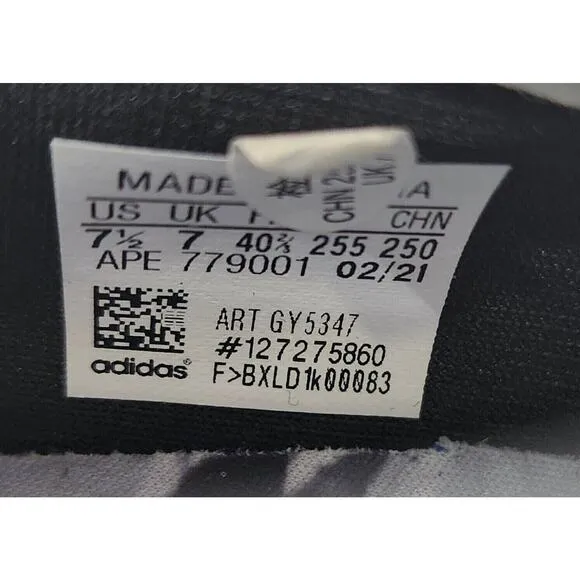 MADE
US UK CHN
7½ 7 40⅔ 255 250
APE 779001 02/21
ART GY5347
#127275860
adidas®
F>BXLD1k00083